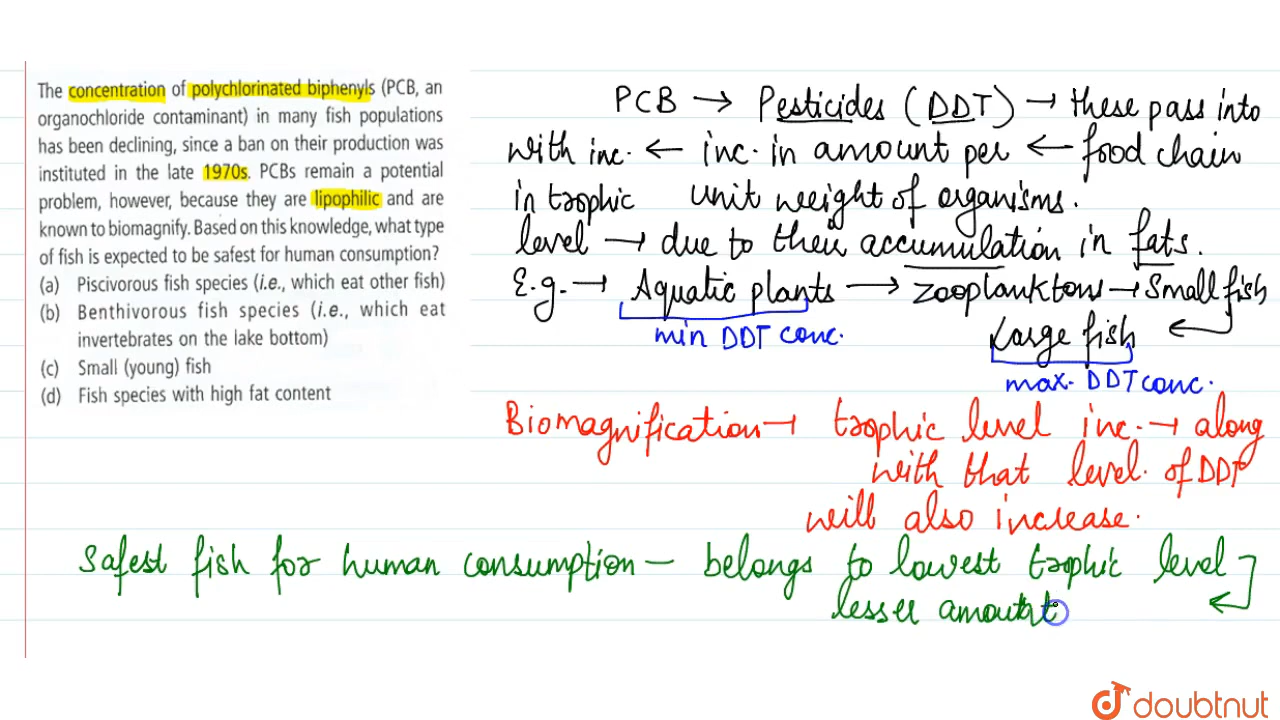 The concentration of polychlorinated biphenyls (PCB, an
organochloride contaminant) in many fish populations
has been declining, since a ban on their production was
instituted in the late 1970s. PCBs remain a potential
problem, however, because they are lipophilic and are
known to biomagnify. Based on this knowledge, what type
of fish is expected to be safest for human consumption?
(a) Piscivorous fish species (i.e., which eat other fish)
(b) Benthivorous fish species (i.e., which eat
invertebrates on the lake bottom)
(c) Small (young) fish
(d) Fish species with high fat content
PCB → Pesticides (DDT) → these pass into
with inc. ← inc. in amount per ← food chain
in trophic unit weight of organisms.
level → due to their accumulation in fats.
E.g. → Aquatic plants → zooplanktons → Small fish
min DDT conc. Large fish ←
max. DDT conc.
Biomagnification → trophic level inc. → along
with that level. of DDT
will also increase.
Safest fish for human consumption — belongs to lowest trophic level
lesser amount ←
doubtnut